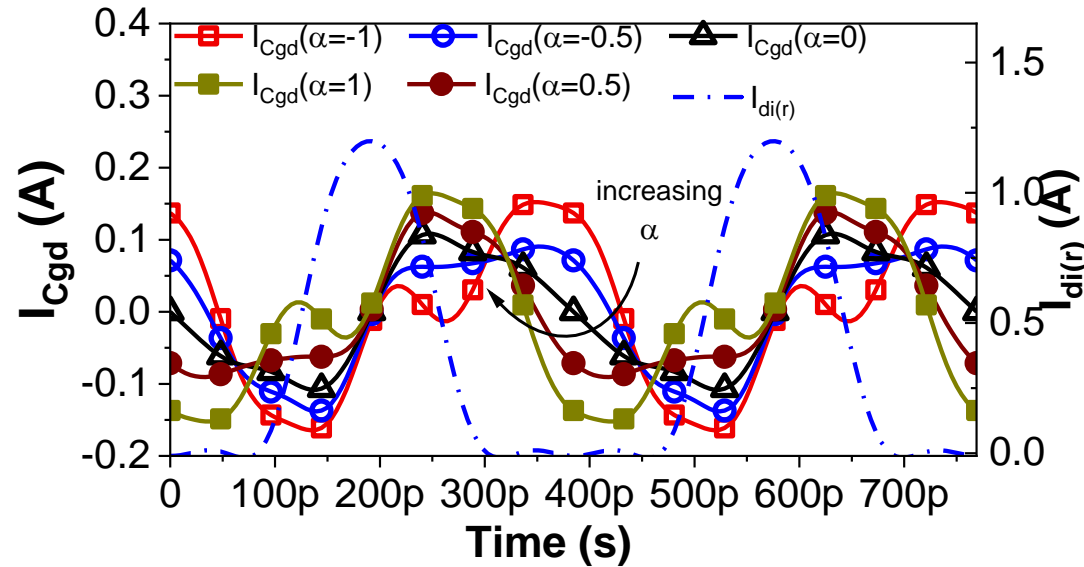 0.4
0.3
0.2
0.1
0.0
-0.1
-0.2
I_Cgd (A)
I_Cgd(α=-1) I_Cgd(α=-0.5) I_Cgd(α=0)
I_Cgd(α=1) I_Cgd(α=0.5) I_di(r)
increasing
α
1.5
1.0
0.5
0.0
I_di(r) (A)
0 100p 200p 300p 400p 500p 600p 700p
Time (s)